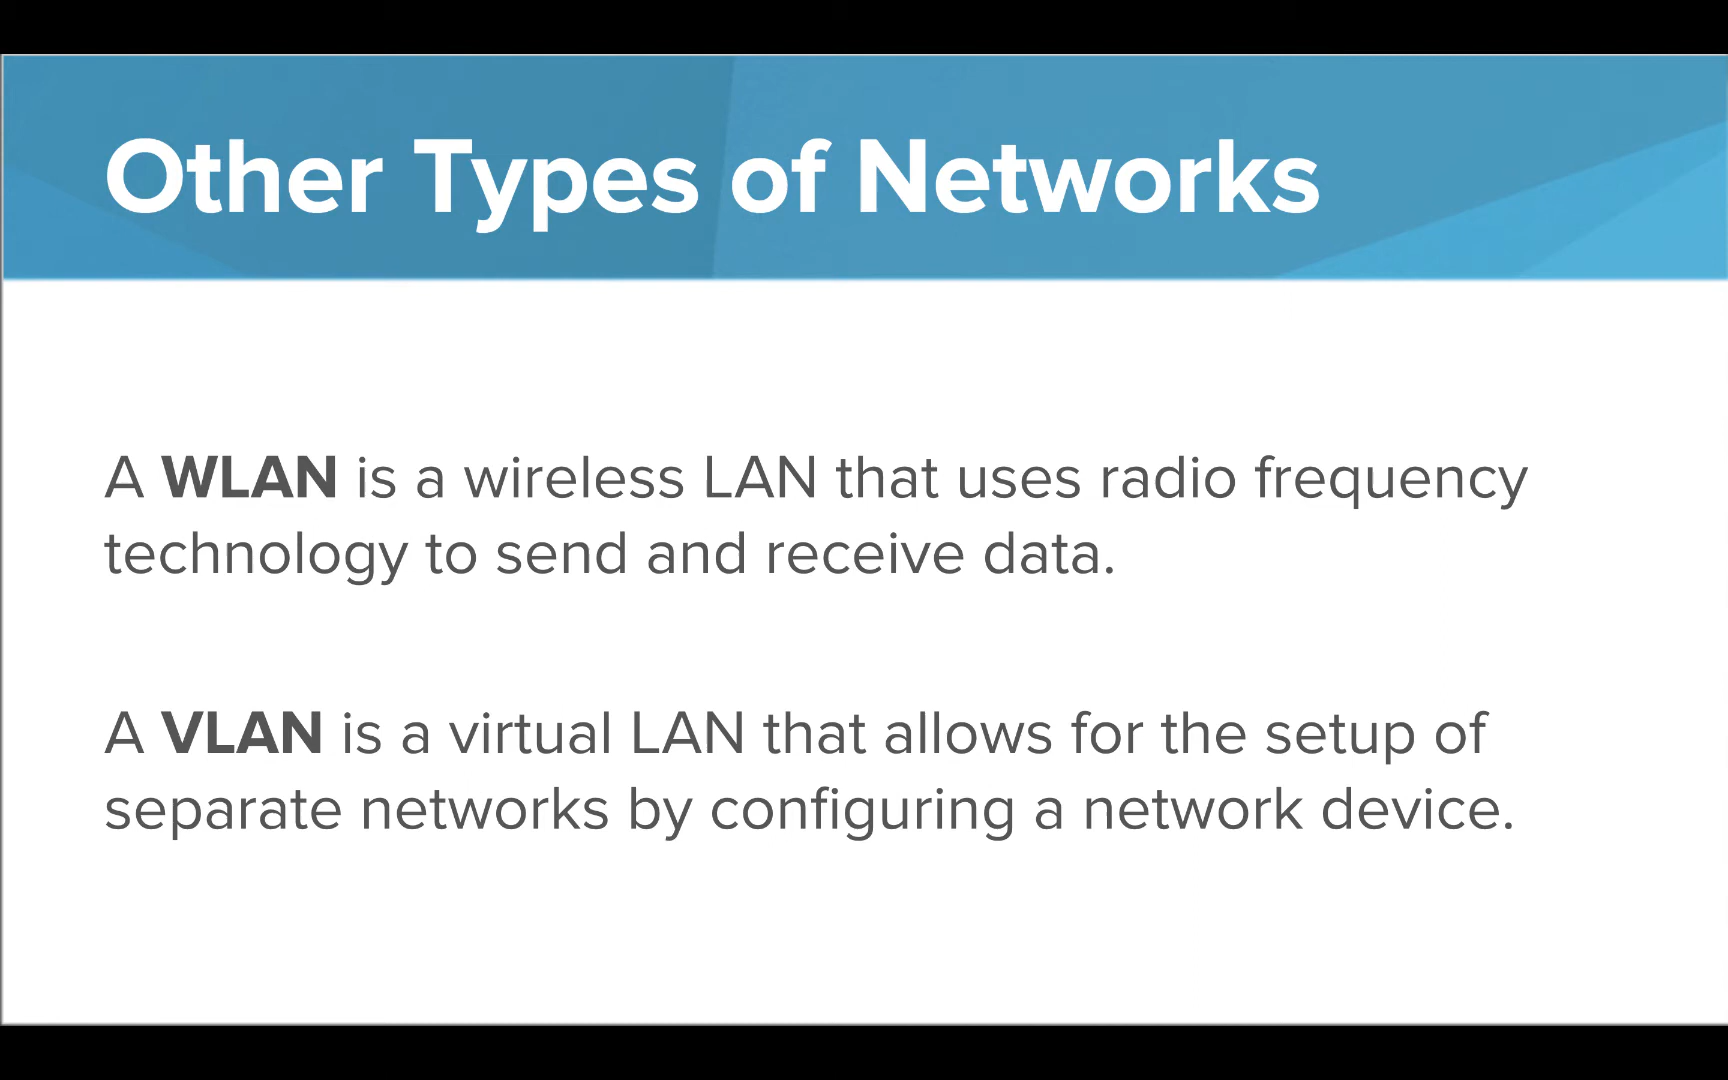 Other Types of Networks
A WLAN is a wireless LAN that uses radio frequency
technology to send and receive data.
A VLAN is a virtual LAN that allows for the setup of
separate networks by configuring a network device.